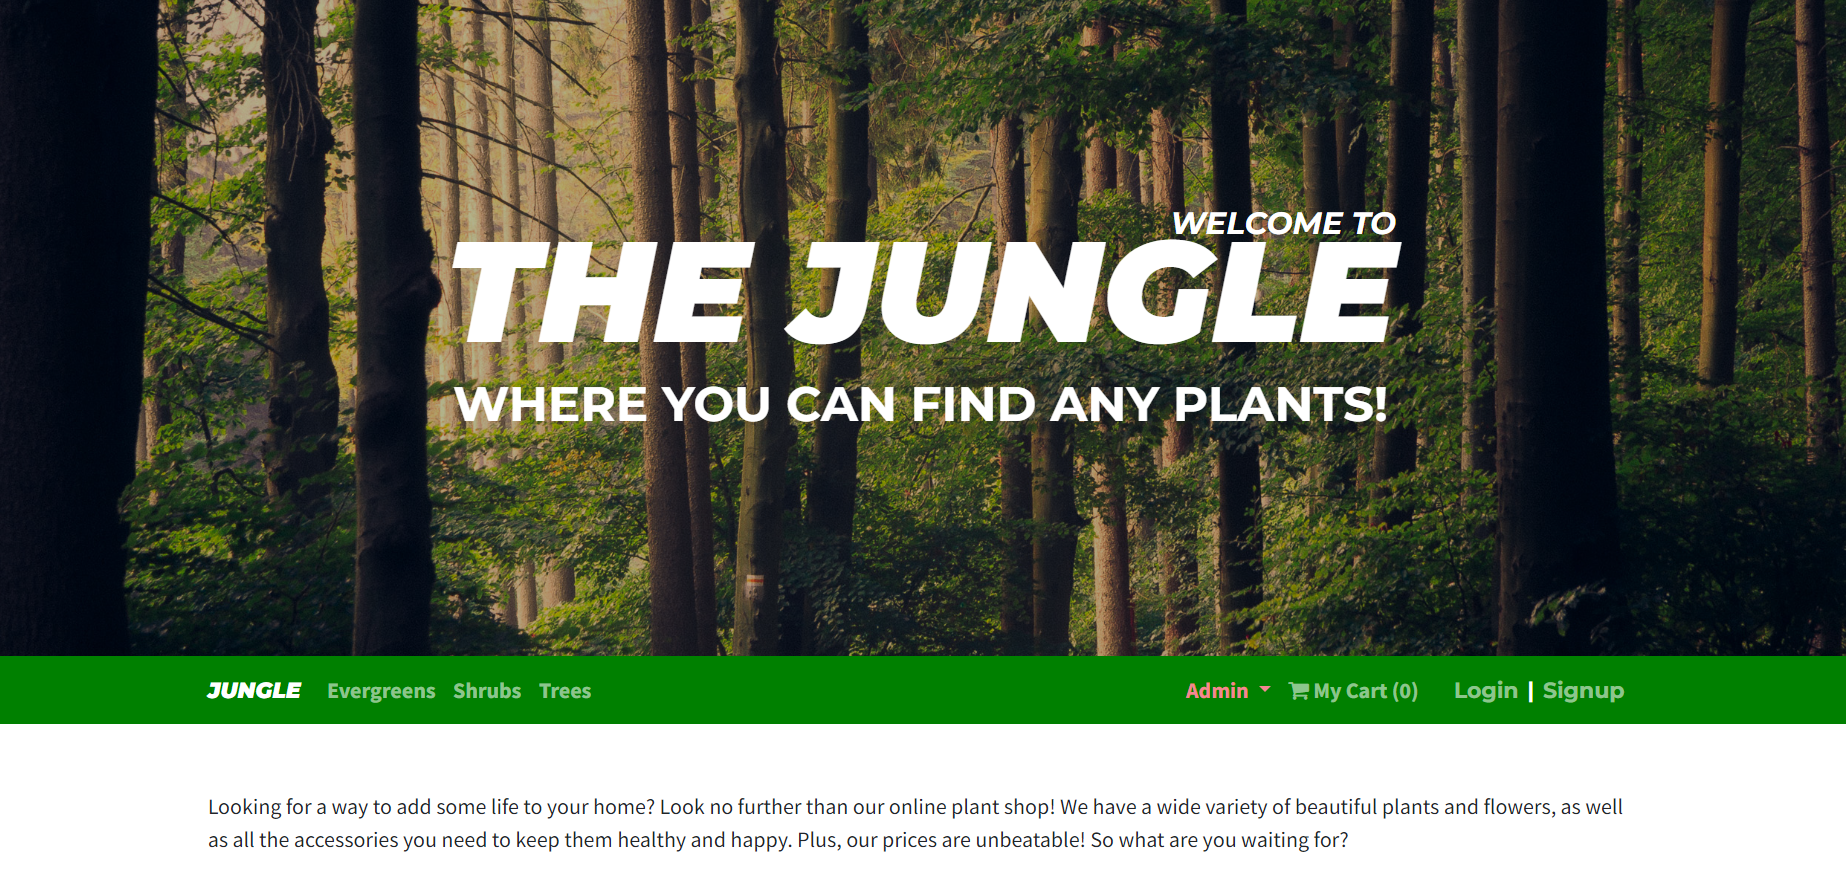 WELCOME TO
THE JUNGLE
WHERE YOU CAN FIND ANY PLANTS!
JUNGLE Evergreens Shrubs Trees Admin My Cart (0) Login | Signup
Looking for a way to add some life to your home? Look no further than our online plant shop! We have a wide variety of beautiful plants and flowers, as well
as all the accessories you need to keep them healthy and happy. Plus, our prices are unbeatable! So what are you waiting for?